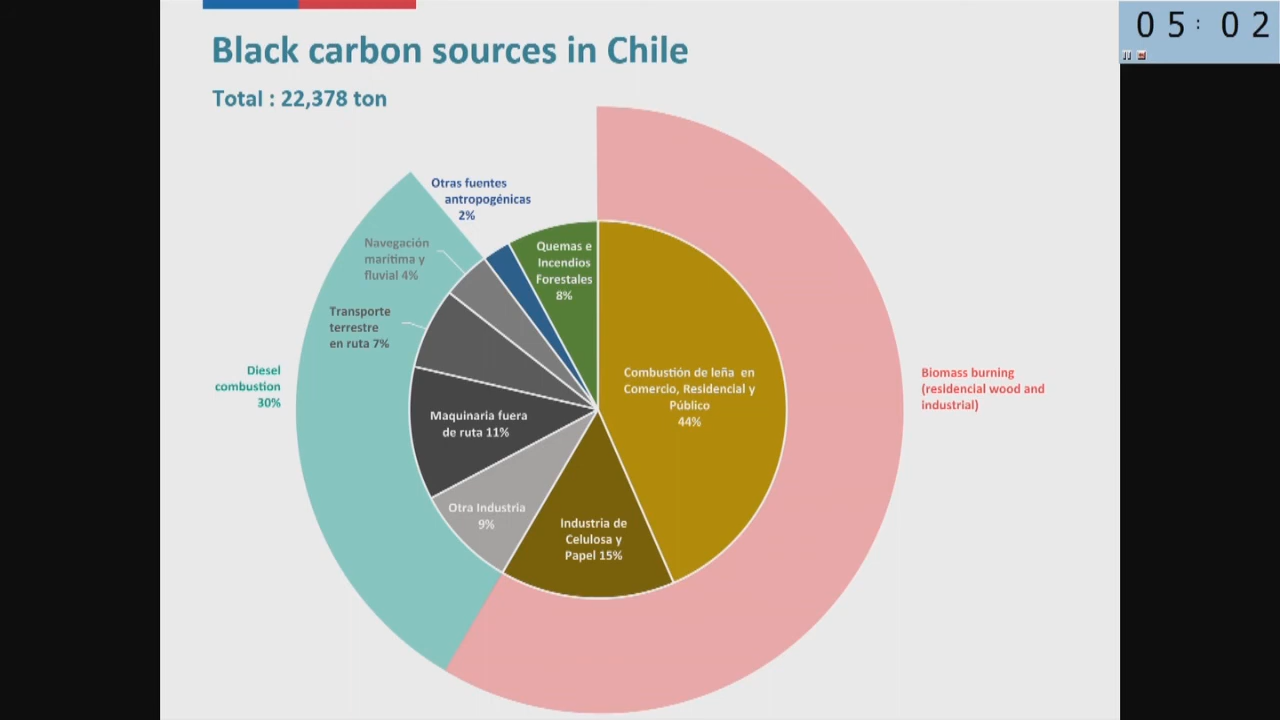 05:02
Black carbon sources in Chile
Total : 22,378 ton
Otras fuentes
antropogénicas
2%
Navegación
marítima y
fluvial 4%
Quemas e
Incendios
Forestales
8%
Transporte
terrestre
en ruta 7%
Diesel
combustion
30%
Combustión de leña en
Comercio, Residencial y
Público
44%
Biomass burning
(residencial wood and
industrial)
Maquinaria fuera
de ruta 11%
Otra Industria
9%
Industria de
Celulosa y
Papel 15%